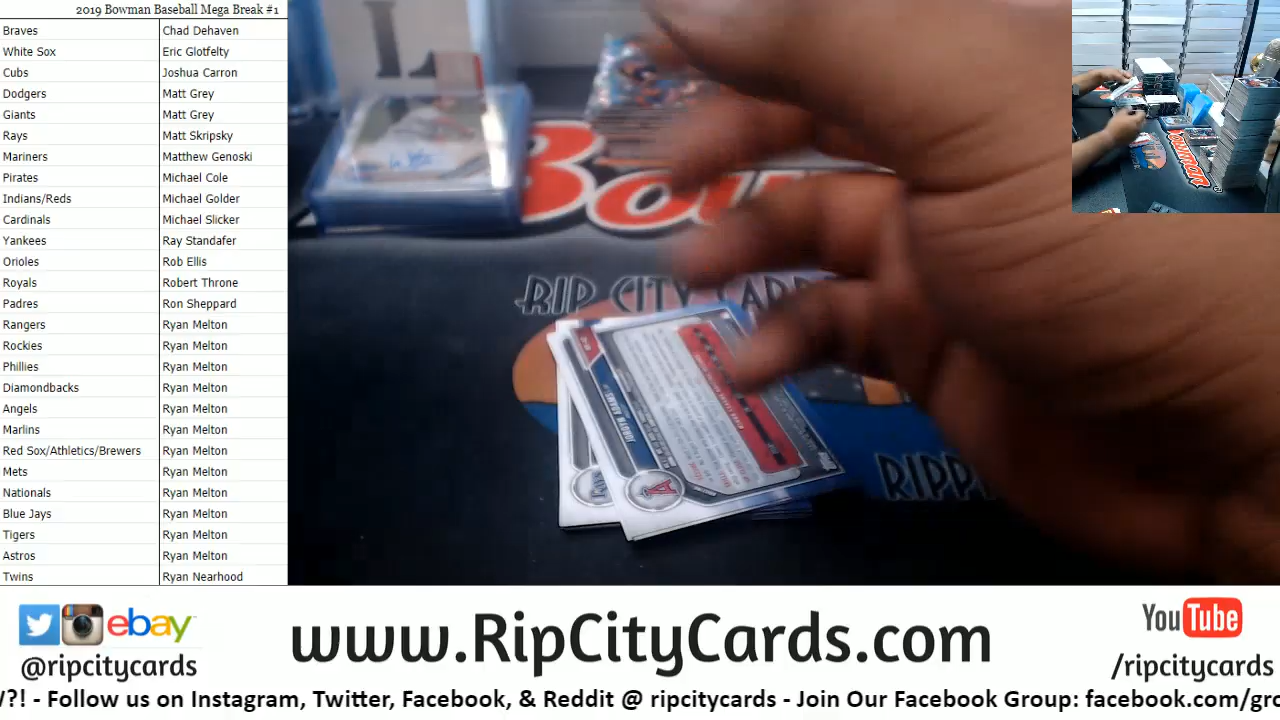 2019 Bowman Baseball Mega Break #1
Braves Chad Dehaven
White Sox Eric Glotfelty
Cubs Joshua Carron
Dodgers Matt Grey
Giants Matt Grey
Rays Matt Skripsky
Mariners Matthew Genoski
Pirates Michael Cole
Indians/Reds Michael Golder
Cardinals Michael Slicker
Yankees Ray Standafer
Orioles Rob Ellis
Royals Robert Throne
Padres Ron Sheppard
Rangers Ryan Melton
Rockies Ryan Melton
Phillies Ryan Melton
Diamondbacks Ryan Melton
Angels Ryan Melton
Marlins Ryan Melton
Red Sox/Athletics/Brewers Ryan Melton
Mets Ryan Melton
Nationals Ryan Melton
Blue Jays Ryan Melton
Tigers Ryan Melton
Astros Ryan Melton
Twins Ryan Nearhood
RIP CITY CARD
RIPP
JORDYN ADAMS
A
BOWMAN
ebay
@ripcitycards
www.RipCityCards.com
YouTube
/ripcitycards
/?! - Follow us on Instagram, Twitter, Facebook, & Reddit @ ripcitycards - Join Our Facebook Group: facebook.com/gro